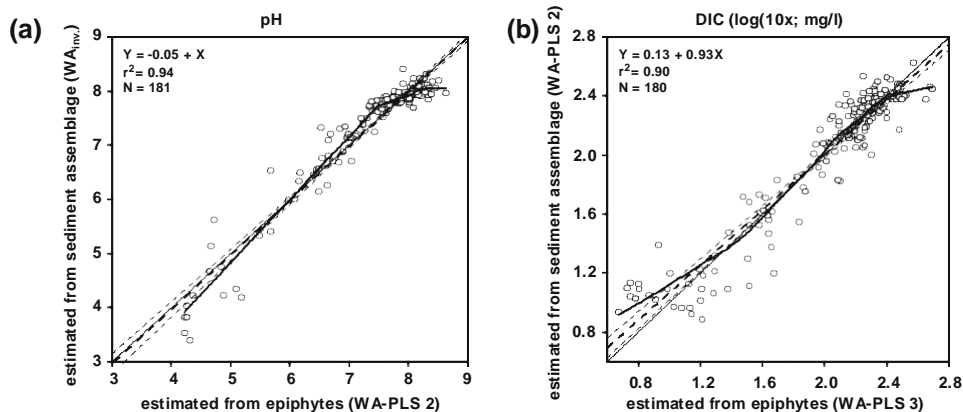 (a)
pH
Y = -0.05 + X
r² = 0.94
N = 181
estimated from sediment assemblage (WAinv.)
9
8
7
6
5
4
3
3 4 5 6 7 8 9
estimated from epiphytes (WA-PLS 2)
(b)
DIC (log(10x; mg/l)
Y = 0.13 + 0.93X
r² = 0.90
N = 180
estimated from sediment assemblage (WA-PLS 2)
2.8
2.4
2.0
1.6
1.2
0.8
0.8 1.2 1.6 2.0 2.4 2.8
estimated from epiphytes (WA-PLS 3)